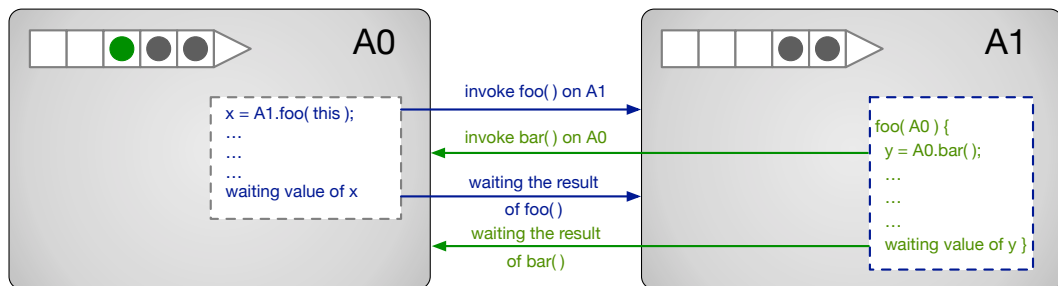 A0
x = A1.foo( this );
…
…
…
waiting value of x
invoke foo( ) on A1
invoke bar( ) on A0
waiting the result
of foo( )
waiting the result
of bar( )
A1
foo( A0 ) {
y = A0.bar( );
…
…
…
waiting value of y }